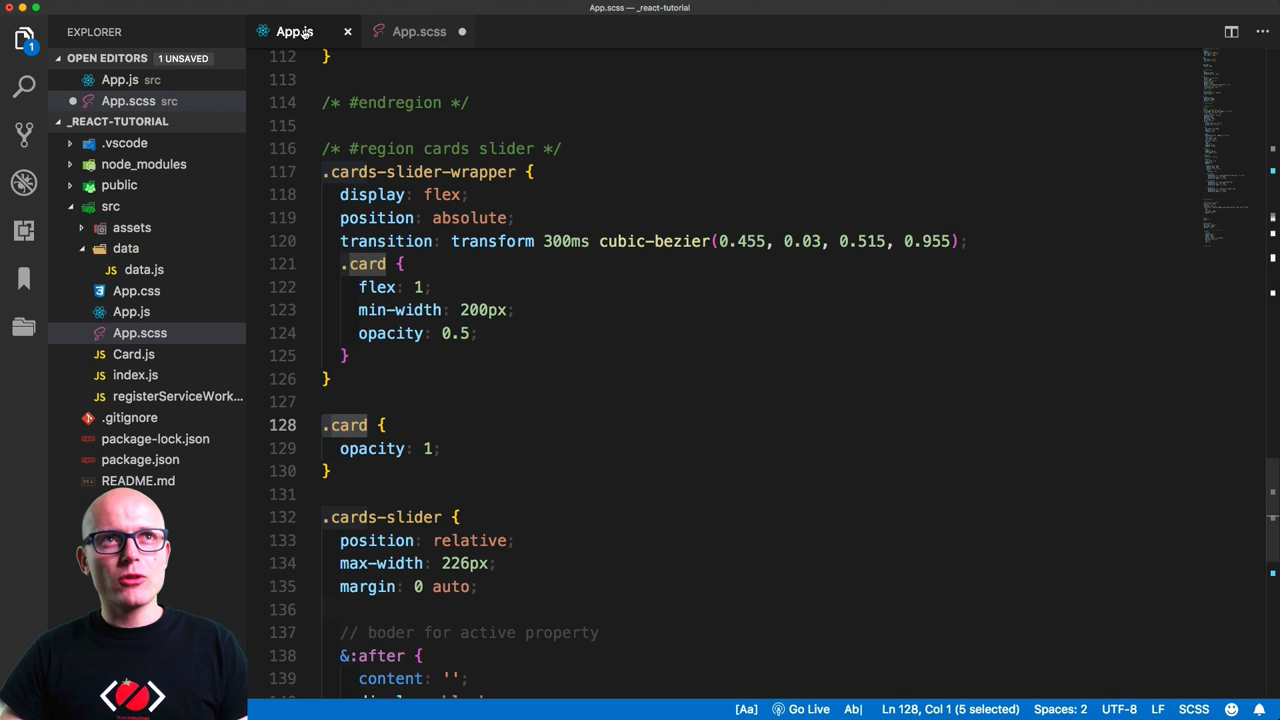 App.scss — _react-tutorial
EXPLORER
App.js
App.scss
OPEN EDITORS 1 UNSAVED
App.js src
App.scss src
_REACT-TUTORIAL
.vscode
node_modules
public
src
assets
data
JS data.js
App.css
App.js
App.scss
JS Card.js
JS index.js
JS registerServiceWork...
.gitignore
package-lock.json
package.json
README.md
1
112 }
113
114 /* #endregion */
115
116 /* #region cards slider */
117 .cards-slider-wrapper {
118 display: flex;
119 position: absolute;
120 transition: transform 300ms cubic-bezier(0.455, 0.03, 0.515, 0.955);
121 .card {
122 flex: 1;
123 min-width: 200px;
124 opacity: 0.5;
125 }
126 }
127
128 .card {
129 opacity: 1;
130 }
131
132 .cards-slider {
133 position: relative;
134 max-width: 226px;
135 margin: 0 auto;
136
137 // boder for active property
138 &:after {
139 content: '';
[Aa] Go Live Ab| Ln 128, Col 1 (5 selected) Spaces: 2 UTF-8 LF SCSS